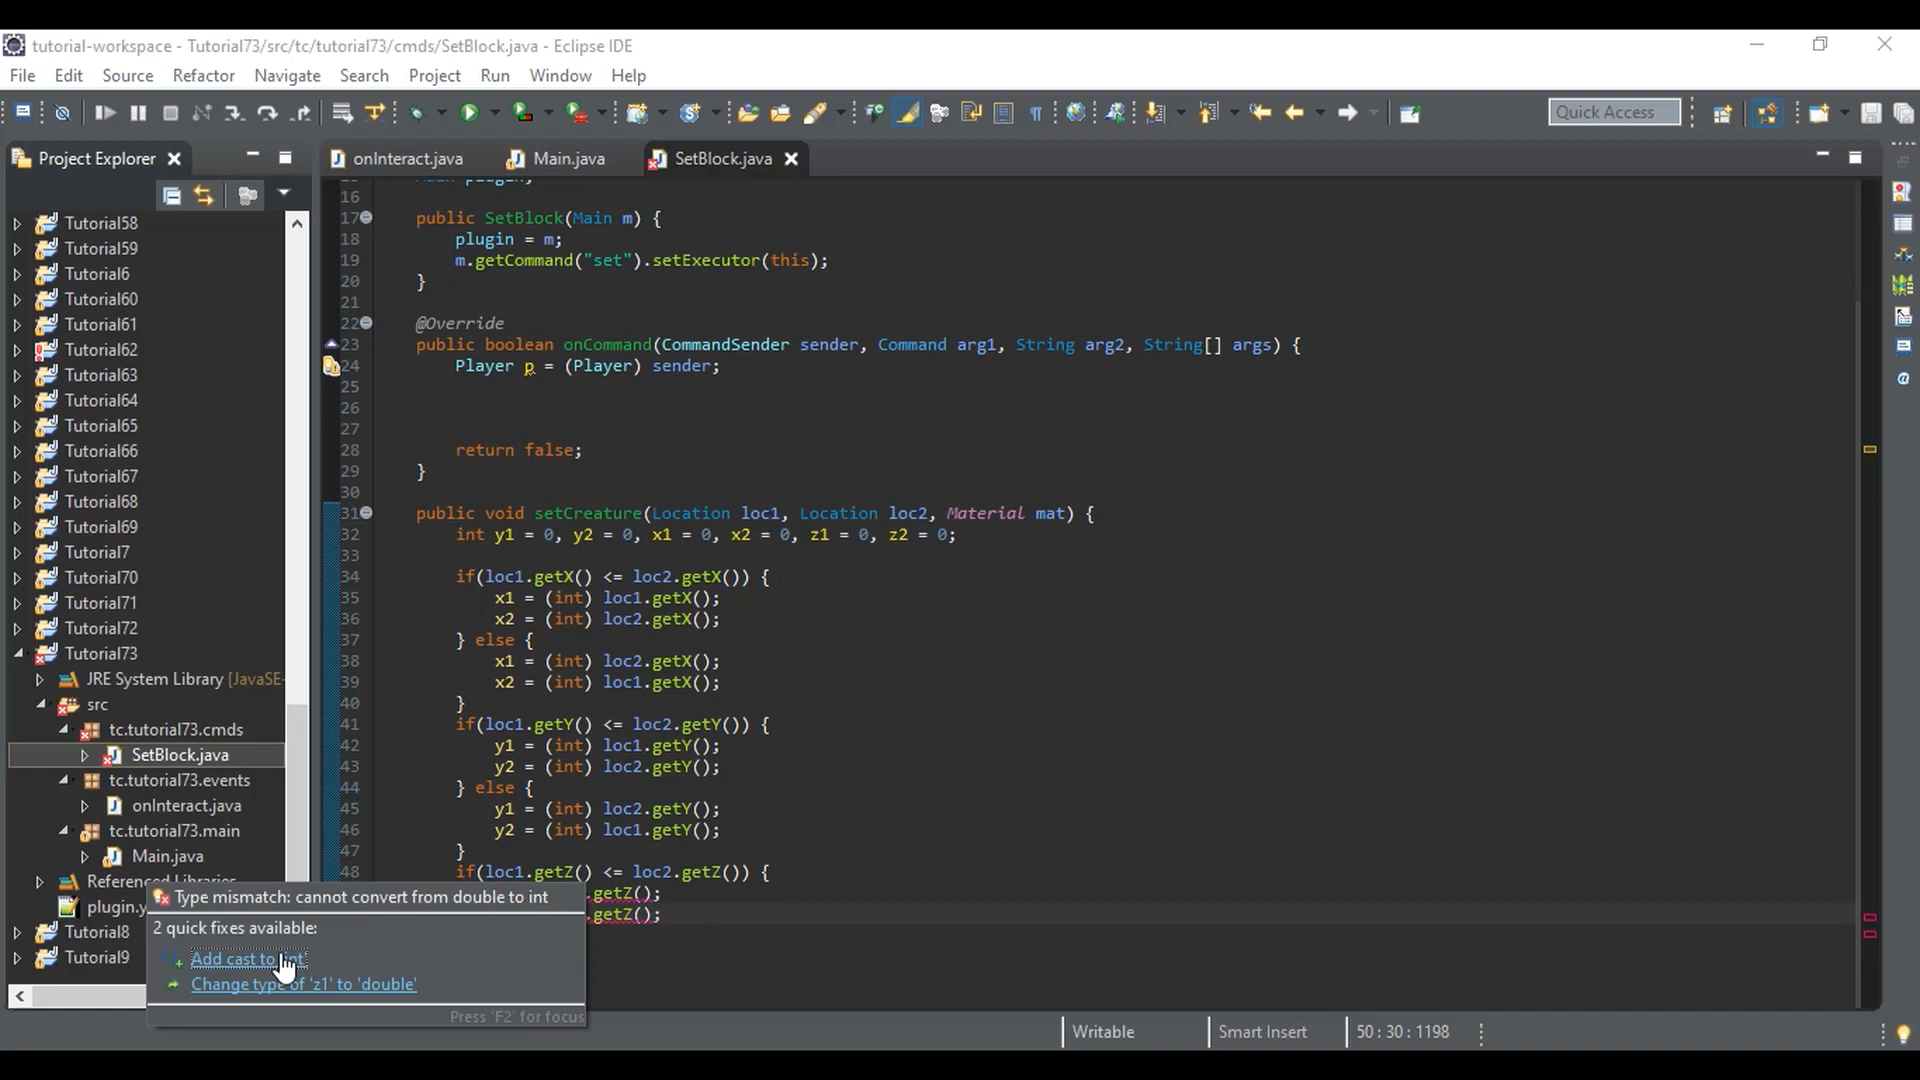 tutorial-workspace - Tutorial73/src/tc/tutorial73/cmds/SetBlock.java - Eclipse IDE
File Edit Source Refactor Navigate Search Project Run Window Help
Quick Access
Project Explorer
onInteract.java Main.java SetBlock.java
Tutorial58
Tutorial59
Tutorial6
Tutorial60
Tutorial61
Tutorial62
Tutorial63
Tutorial64
Tutorial65
Tutorial66
Tutorial67
Tutorial68
Tutorial69
Tutorial7
Tutorial70
Tutorial71
Tutorial72
Tutorial73
JRE System Library [JavaSE-
src
tc.tutorial73.cmds
SetBlock.java
tc.tutorial73.events
onInteract.java
tc.tutorial73.main
Main.java
Referenced Libraries
plugin.y
Tutorial8
Tutorial9
16
17 public SetBlock(Main m) {
18 plugin = m;
19 m.getCommand("set").setExecutor(this);
20 }
21
22 @Override
23 public boolean onCommand(CommandSender sender, Command arg1, String arg2, String[] args) {
24 Player p = (Player) sender;
25
26
27
28 return false;
29 }
30
31 public void setCreature(Location loc1, Location loc2, Material mat) {
32 int y1 = 0, y2 = 0, x1 = 0, x2 = 0, z1 = 0, z2 = 0;
33
34 if(loc1.getX() <= loc2.getX()) {
35 x1 = (int) loc1.getX();
36 x2 = (int) loc2.getX();
37 } else {
38 x1 = (int) loc2.getX();
39 x2 = (int) loc1.getX();
40 }
41 if(loc1.getY() <= loc2.getY()) {
42 y1 = (int) loc1.getY();
43 y2 = (int) loc2.getY();
44 } else {
45 y1 = (int) loc2.getY();
46 y2 = (int) loc1.getY();
47 }
48 if(loc1.getZ() <= loc2.getZ()) {
.getZ();
.getZ();
Type mismatch: cannot convert from double to int
2 quick fixes available:
Add cast to 'int'
Change type of 'z1' to 'double'
Press 'F2' for focus
Writable Smart Insert 50 : 30 : 1198